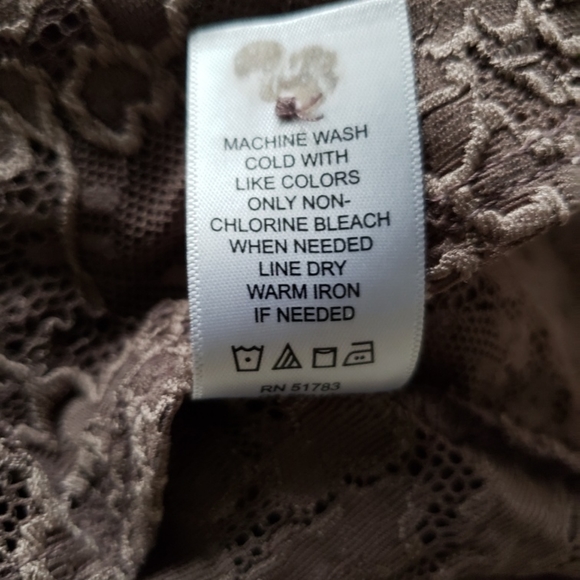 MACHINE WASH
COLD WITH
LIKE COLORS
ONLY NON-
CHLORINE BLEACH
WHEN NEEDED
LINE DRY
WARM IRON
IF NEEDED
RN 51783